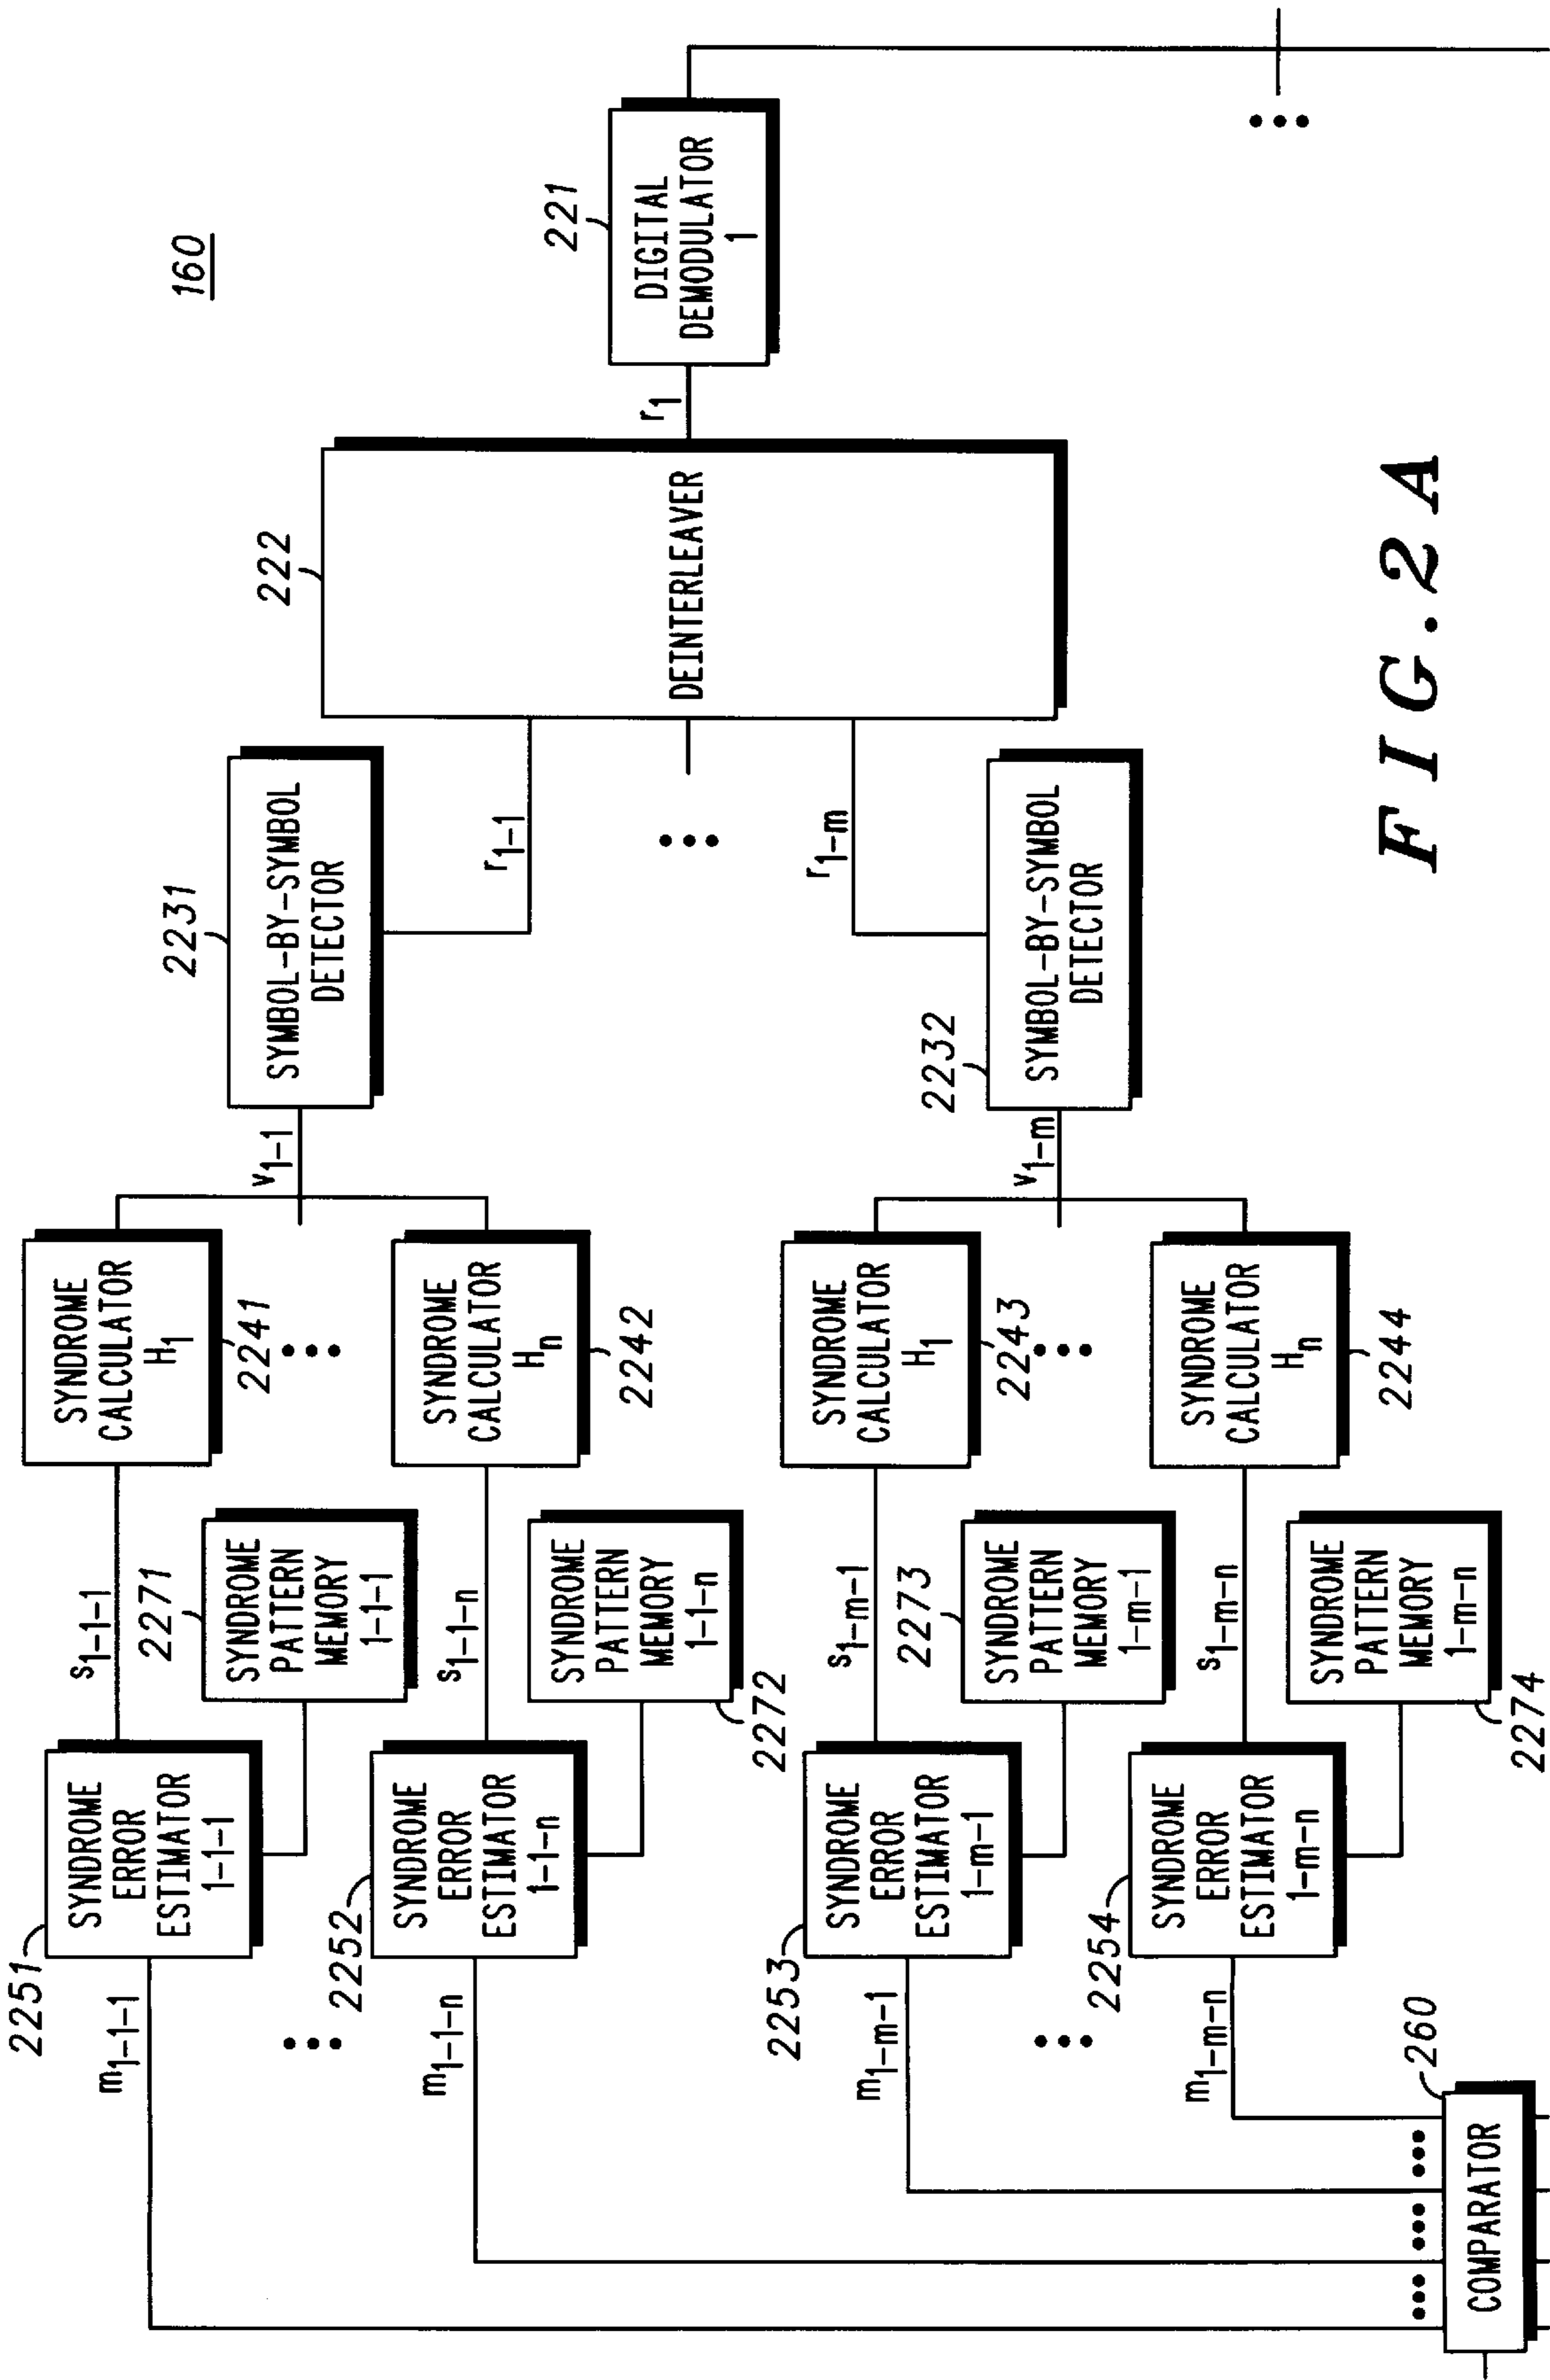 160
DIGITAL
DEMODULATOR
1
221
r1
DEINTERLEAVER
222
r1-1
r1-m
SYMBOL-BY-SYMBOL
DETECTOR
2231
SYMBOL-BY-SYMBOL
DETECTOR
2232
v1-1
v1-m
SYNDROME
CALCULATOR
H1
2241
SYNDROME
CALCULATOR
Hn
2242
SYNDROME
CALCULATOR
H1
2243
SYNDROME
CALCULATOR
Hn
2244
s1-1-1
s1-1-n
s1-m-1
s1-m-n
SYNDROME
PATTERN
MEMORY
1-1-1
2271
SYNDROME
PATTERN
MEMORY
1-1-n
2272
SYNDROME
PATTERN
MEMORY
1-m-1
2273
SYNDROME
PATTERN
MEMORY
1-m-n
2274
SYNDROME
ERROR
ESTIMATOR
1-1-1
2251
SYNDROME
ERROR
ESTIMATOR
1-1-n
2252
SYNDROME
ERROR
ESTIMATOR
1-m-1
2253
SYNDROME
ERROR
ESTIMATOR
1-m-n
2254
m1-1-1
m1-1-n
m1-m-1
m1-m-n
COMPARATOR
260
FIG.2A